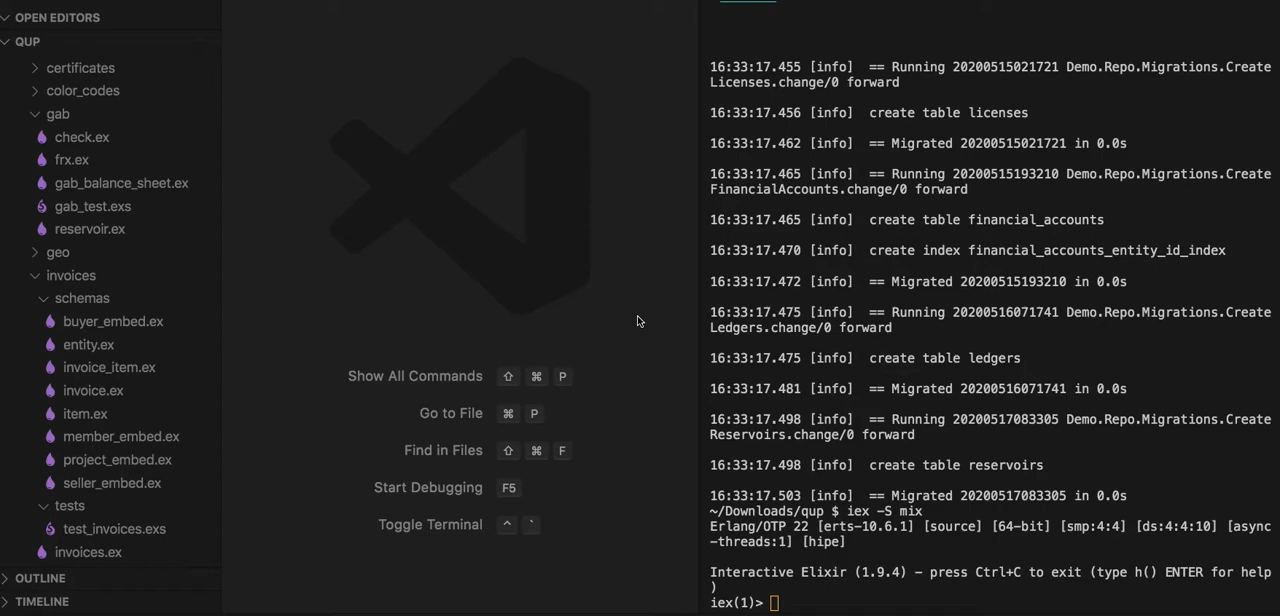 OPEN EDITORS
QUP
certificates
color_codes
gab
check.ex
frx.ex
gab_balance_sheet.ex
gab_test.exs
reservoir.ex
geo
invoices
schemas
buyer_embed.ex
entity.ex
invoice_item.ex
invoice.ex
item.ex
member_embed.ex
project_embed.ex
seller_embed.ex
tests
test_invoices.exs
invoices.ex
OUTLINE
TIMELINE
Show All Commands ⇧ ⌘ P
Go to File ⌘ P
Find in Files ⇧ ⌘ F
Start Debugging F5
Toggle Terminal ^ `
16:33:17.455 [info]  == Running 20200515021721 Demo.Repo.Migrations.Create
Licenses.change/0 forward
16:33:17.456 [info]  create table licenses
16:33:17.462 [info]  == Migrated 20200515021721 in 0.0s
16:33:17.465 [info]  == Running 20200515193210 Demo.Repo.Migrations.Create
FinancialAccounts.change/0 forward
16:33:17.465 [info]  create table financial_accounts
16:33:17.470 [info]  create index financial_accounts_entity_id_index
16:33:17.472 [info]  == Migrated 20200515193210 in 0.0s
16:33:17.475 [info]  == Running 20200516071741 Demo.Repo.Migrations.Create
Ledgers.change/0 forward
16:33:17.475 [info]  create table ledgers
16:33:17.481 [info]  == Migrated 20200516071741 in 0.0s
16:33:17.498 [info]  == Running 20200517083305 Demo.Repo.Migrations.Create
Reservoirs.change/0 forward
16:33:17.498 [info]  create table reservoirs
16:33:17.503 [info]  == Migrated 20200517083305 in 0.0s
~/Downloads/qup $ iex -S mix
Erlang/OTP 22 [erts-10.6.1] [source] [64-bit] [smp:4:4] [ds:4:4:10] [async
-threads:1] [hipe]
Interactive Elixir (1.9.4) - press Ctrl+C to exit (type h() ENTER for help
)
iex(1)>